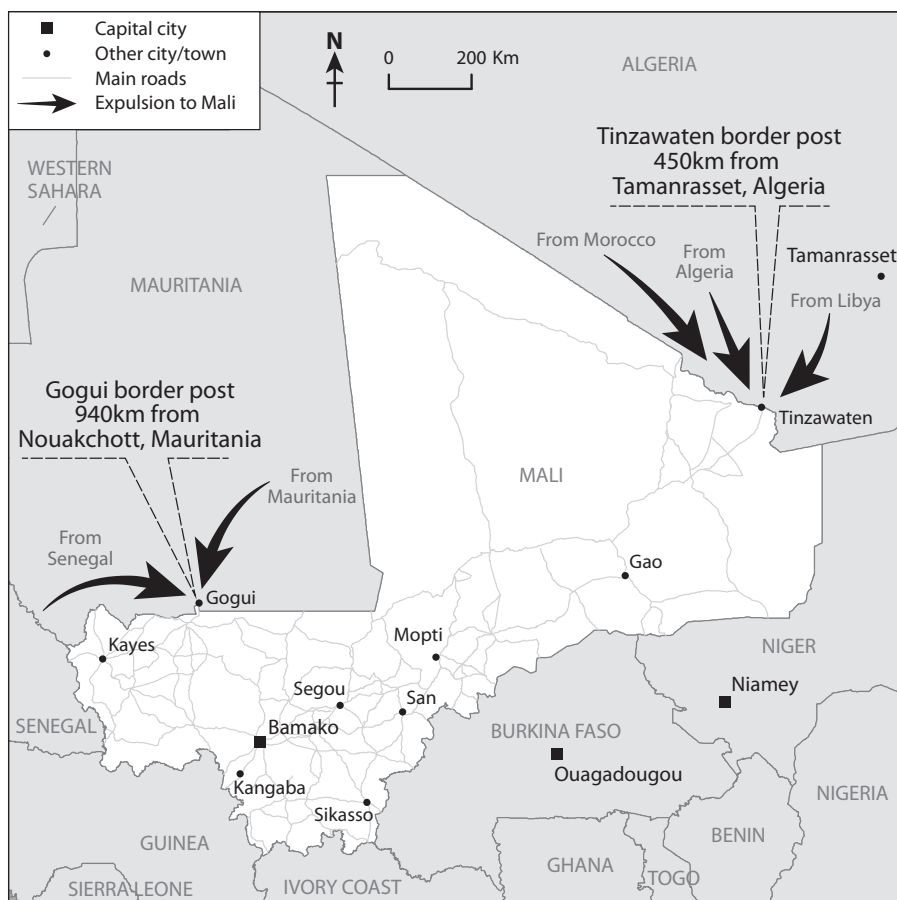 Capital city
Other city/town
Main roads
Expulsion to Mali
N
0 200 Km
ALGERIA
WESTERN
SAHARA
Tinzawaten border post
450km from
Tamanrasset, Algeria
From Morocco
From
Algeria
Tamanrasset
From Libya
MAURITANIA
Gogui border post
940km from
Nouakchott, Mauritania
Tinzawaten
From
Mauritania
MALI
From
Senegal
Gogui
Gao
Kayes
Mopti
NIGER
Segou
San
Niamey
SENEGAL
Bamako
BURKINA FASO
Ouagadougou
Kangaba
Sikasso
NIGERIA
GUINEA
BENIN
GHANA
TOGO
SIERRA LEONE
IVORY COAST